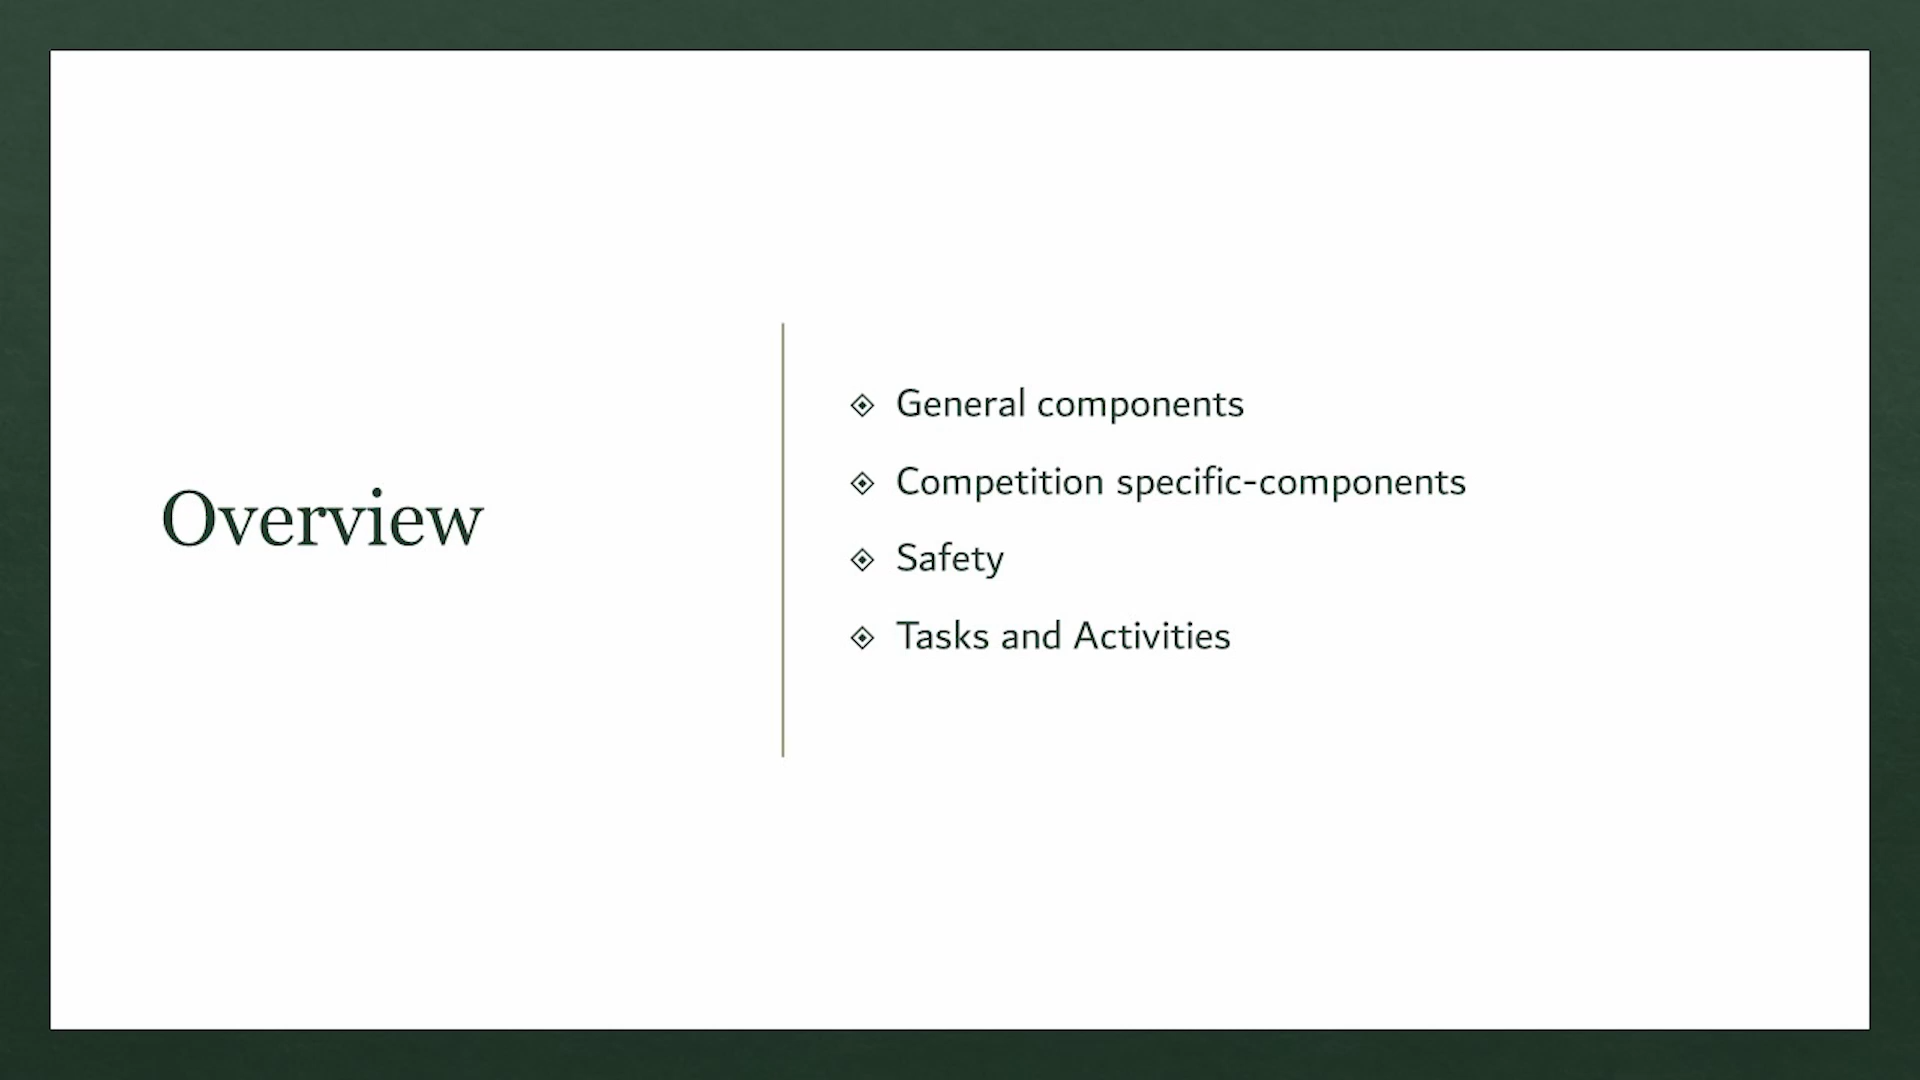 Overview
General components
Competition specific-components
Safety
Tasks and Activities